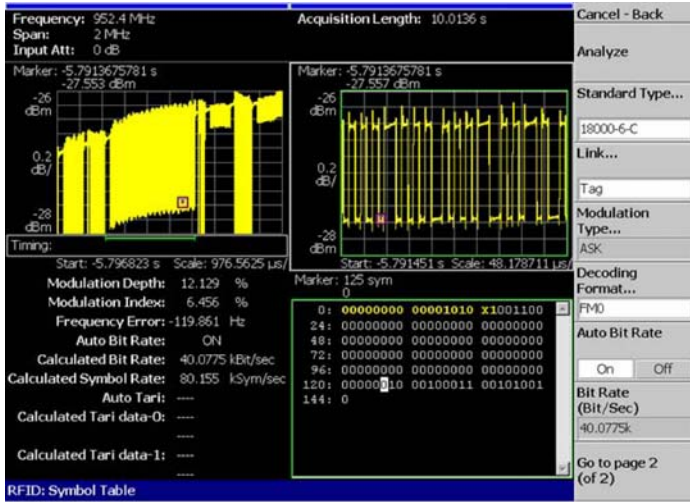 Frequency: 952.4 MHz
Span: 2 MHz
Input Att: 0 dB
Acquisition Length: 10.0136 s
Marker: -5.7913675781 s
-27.553 dBm
-26
dBm
0.2
dB/
-28
dBm
Timing:
Start: -5.796823 s Scale: 976.5625 µs/
Marker: -5.7913675781 s
-27.557 dBm
-26
dBm
0.2
dB/
-28
dBm
Start: -5.791451 s Scale: 48.178711 µs/
Modulation Depth: 12.129 %
Modulation Index: 6.456 %
Frequency Error: -119.861 Hz
Auto Bit Rate: ON
Calculated Bit Rate: 40.0775 kBit/sec
Calculated Symbol Rate: 80.155 kSym/sec
Auto Tari: ----
Calculated Tari data-0: ----
----
Calculated Tari data-1: ----
----
Marker: 125 sym
0
0: 00000000 00001010 X1001100
24: 00000000 00000000 00000000
48: 00000000 00000000 00000000
72: 00000000 00000000 00000000
96: 00000000 00000000 00000000
120: 00000010 00100011 00101001
144: 0
RFID: Symbol Table
Cancel - Back
Analyze
Standard Type...
18000-6-C
Link...
Tag
Modulation
Type...
ASK
Decoding
Format...
FM0
Auto Bit Rate
On Off
Bit Rate
(Bit/Sec)
40.0775k
Go to page 2
(of 2)